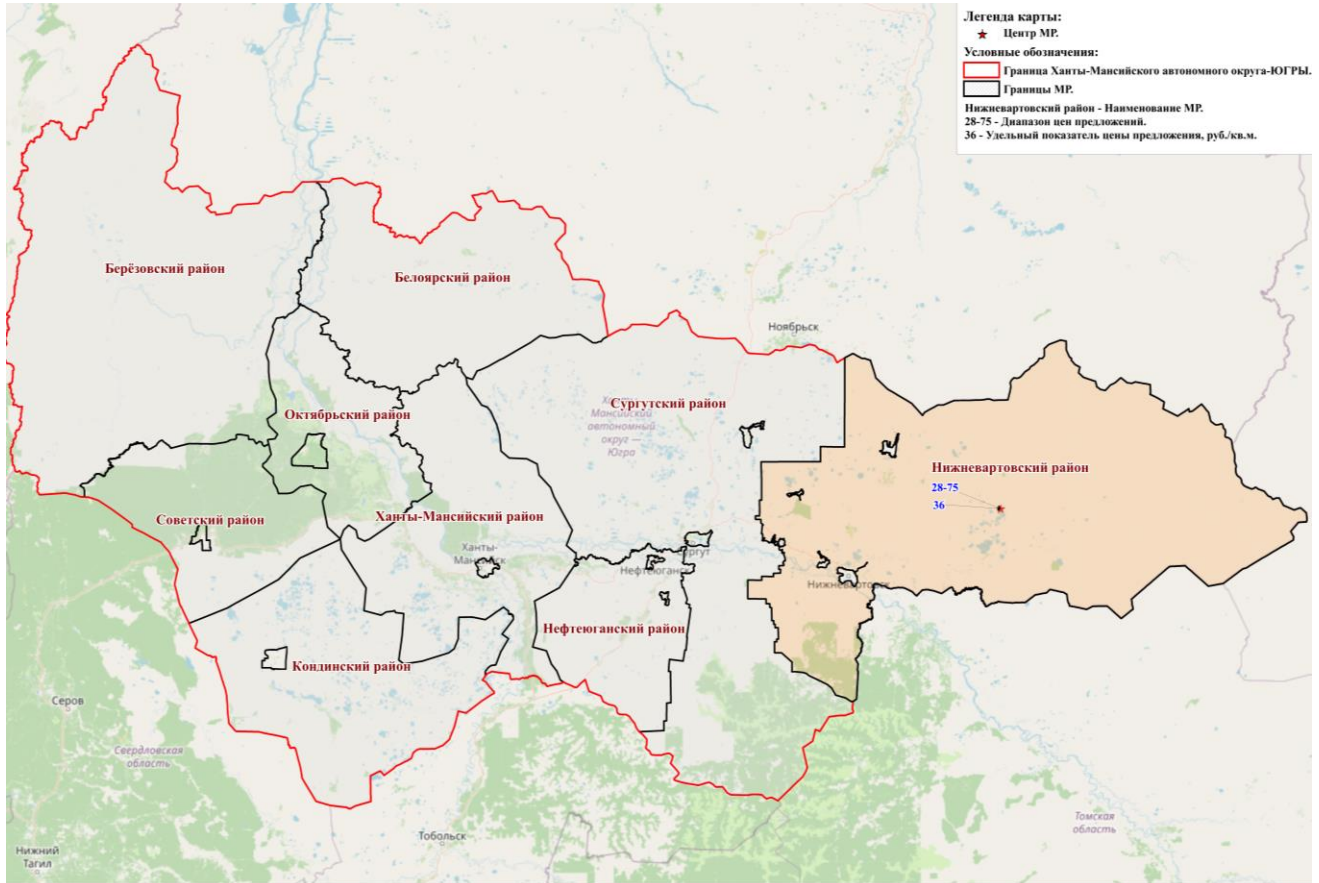 Легенда карты:
Центр МР.
Условные обозначения:
Граница Ханты-Мансийского автономного округа-ЮГРЫ.
Границы МР.
Нижневартовский район - Наименование МР.
28-75 - Диапазон цен предложений.
36 - Удельный показатель цены предложения, руб./кв.м.
Берёзовский район
Белоярский район
Ноябрьск
Октябрьский район
Сургутский район
Ханты-
Мансийский
автономный
округ —
Югра
Нижневартовский район
28-75
36
Советский район
Ханты-Мансийский район
Ханты-
Мансийск
Сургут
Нефтеюганск
Нижневартовск
Нефтеюганский район
Кондинский район
Серов
Свердловская
область
Тобольск
Томская
область
Нижний
Тагил